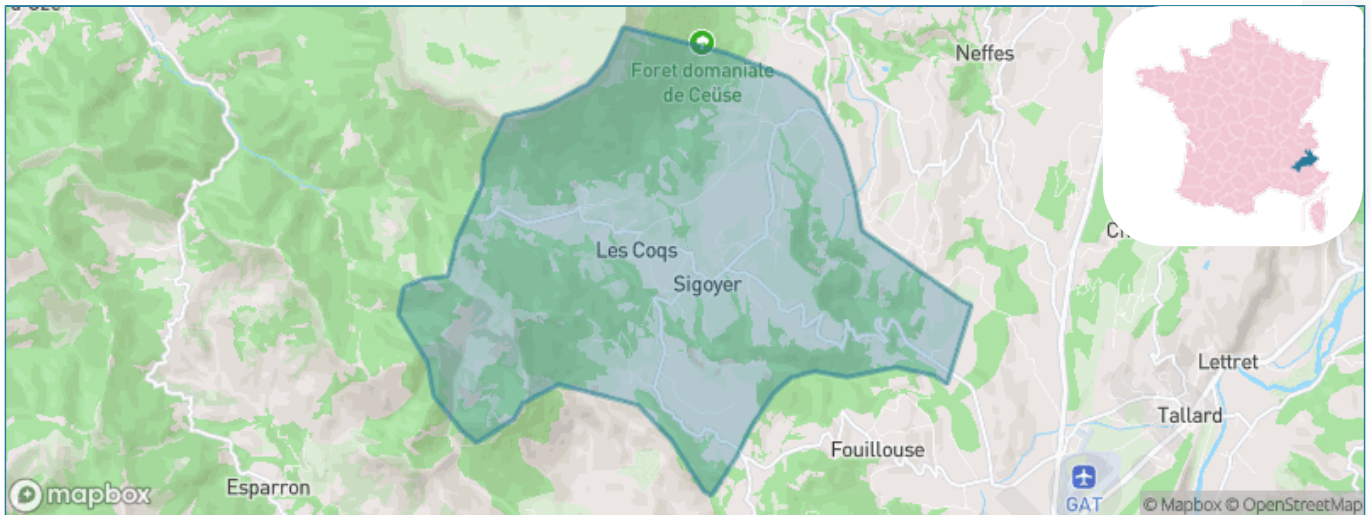 Neffes
Foret domaniale
de Ceüse
Les Coqs
Sigoyer
Lettret
Tallard
Fouillouse
Esparron
GAT
mapbox
© Mapbox © OpenStreetMap